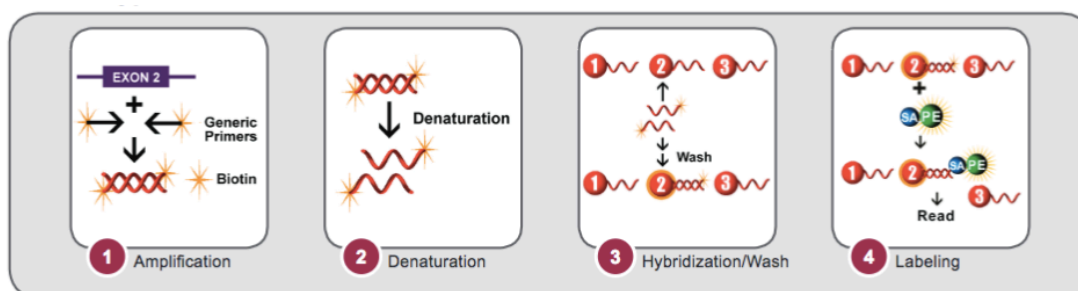 EXON 2
+
Generic
Primers
Biotin
1 Amplification
Denaturation
2 Denaturation
1 2 3
Wash
1 2 3
3 Hybridization/Wash
1 2 3
+
SA PE
1 2 SA PE
3
Read
4 Labeling